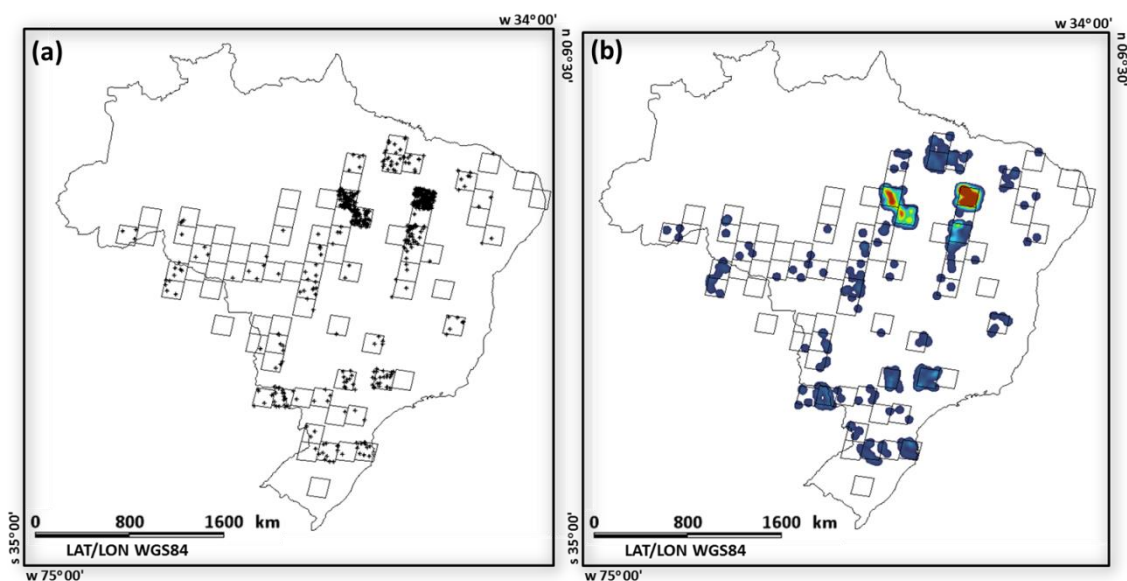 w 34°00'
w 34°00'
(a)
n 06°30'
(b)
n 06°30'
0 800 1600 km
LAT/LON WGS84
s 35°00'
w 75°00'
0 800 1600 km
LAT/LON WGS84
s 35°00'
w 75°00'